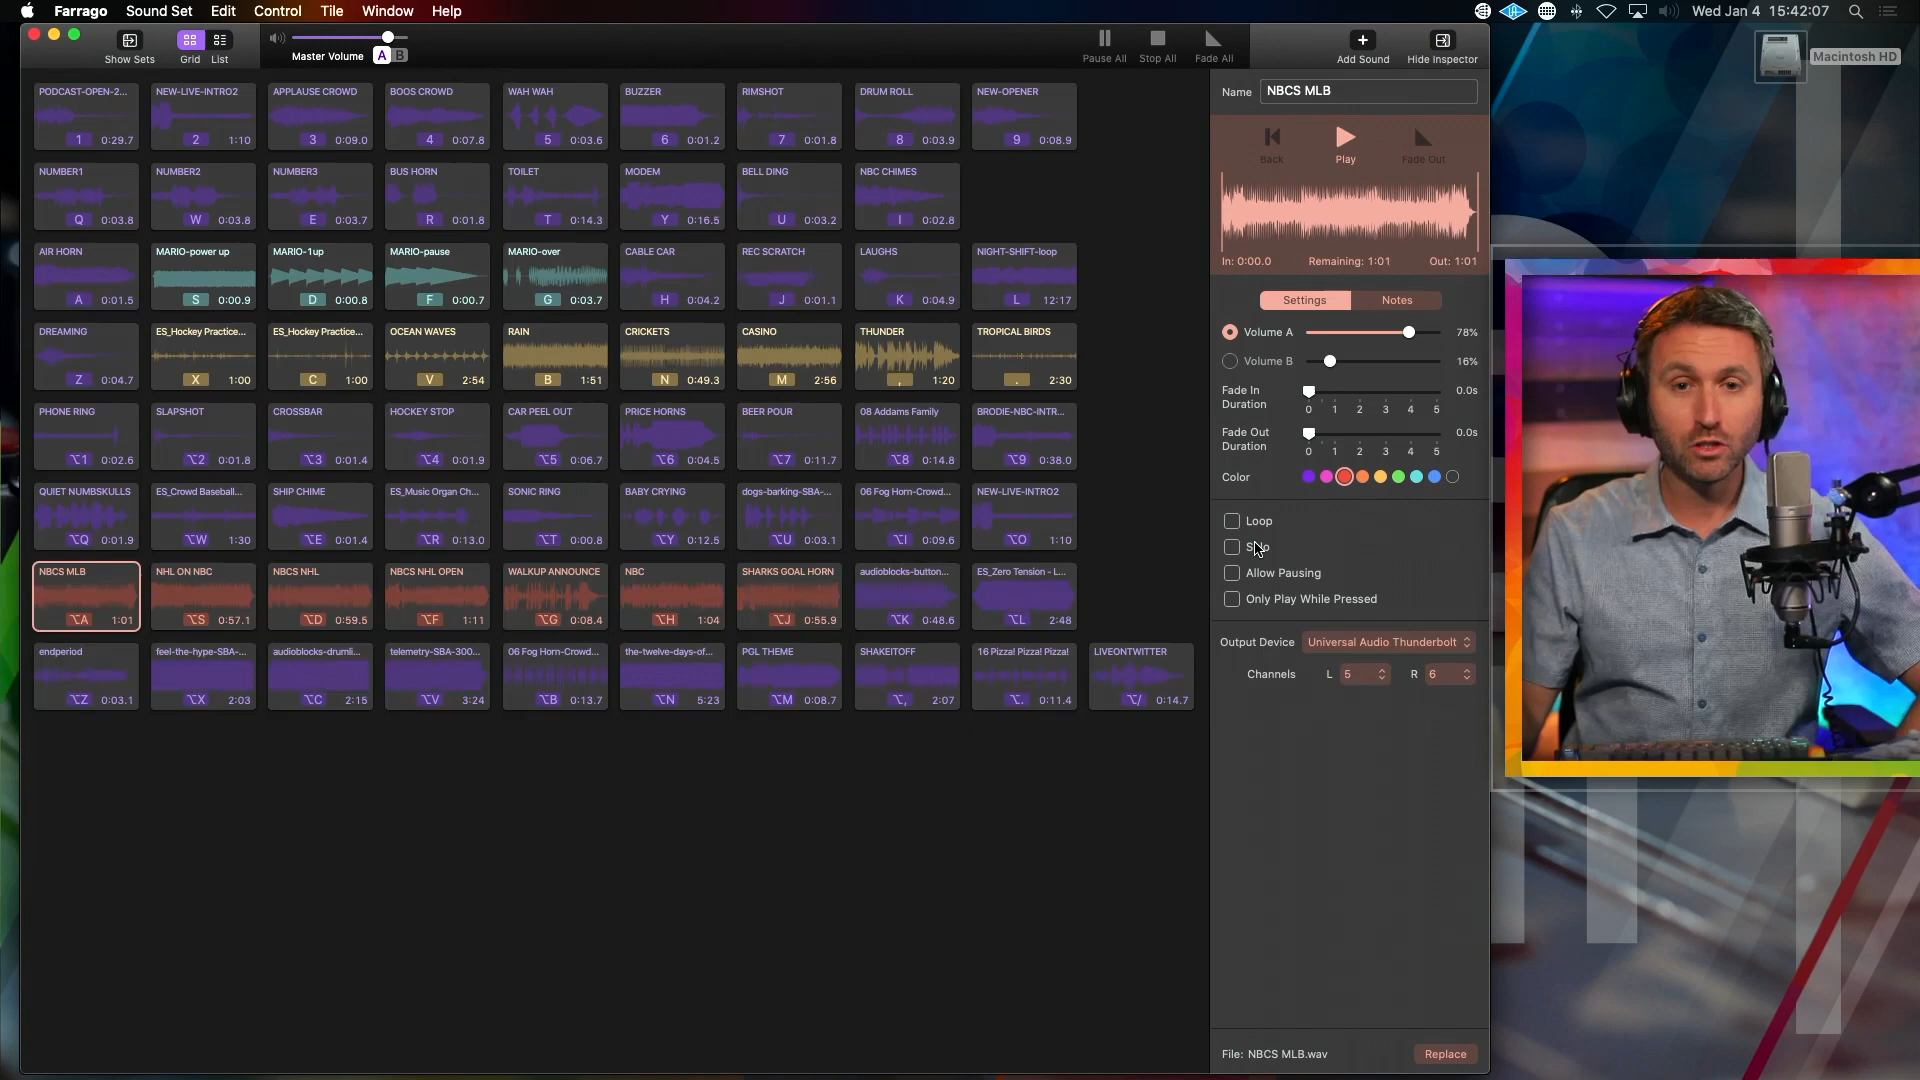 Farrago Sound Set Edit Control Tile Window Help
Wed Jan 4 15:42:07
Macintosh HD
Show Sets Grid List
Master Volume A B
Pause All Stop All Fade All
Add Sound Hide Inspector
PODCAST-OPEN-2... NEW-LIVE-INTRO2 APPLAUSE CROWD BOOS CROWD WAH WAH BUZZER RIMSHOT DRUM ROLL NEW-OPENER
1 0:29.7 2 1:10 3 0:09.0 4 0:07.8 5 0:03.6 6 0:01.2 7 0:01.8 8 0:03.9 9 0:08.9
NUMBER1 NUMBER2 NUMBER3 BUS HORN TOILET MODEM BELL DING NBC CHIMES
Q 0:03.8 W 0:03.8 E 0:03.7 R 0:01.8 T 0:14.3 Y 0:16.5 U 0:03.2 I 0:02.8
AIR HORN MARIO-power up MARIO-1up MARIO-pause MARIO-over CABLE CAR REC SCRATCH LAUGHS NIGHT-SHIFT-loop
A 0:01.5 S 0:00.9 D 0:00.8 F 0:00.7 G 0:03.7 H 0:04.2 J 0:01.1 K 0:04.9 L 12:17
DREAMING ES_Hockey Practice... ES_Hockey Practice... OCEAN WAVES RAIN CRICKETS CASINO THUNDER TROPICAL BIRDS
Z 0:04.7 X 1:00 C 1:00 V 2:54 B 1:51 N 0:49.3 M 2:56 , 1:20 . 2:30
PHONE RING SLAPSHOT CROSSBAR HOCKEY STOP CAR PEEL OUT PRICE HORNS BEER POUR 08 Addams Family BRODIE-NBC-INTR...
⌥1 0:02.6 ⌥2 0:01.8 ⌥3 0:01.4 ⌥4 0:01.9 ⌥5 0:06.7 ⌥6 0:04.5 ⌥7 0:11.7 ⌥8 0:14.8 ⌥9 0:38.0
QUIET NUMBSKULLS ES_Crowd Baseball... SHIP CHIME ES_Music Organ Ch... SONIC RING BABY CRYING dogs-barking-SBA-... 06 Fog Horn-Crowd... NEW-LIVE-INTRO2
⌥Q 0:01.9 ⌥W 1:30 ⌥E 0:01.4 ⌥R 0:13.0 ⌥T 0:00.8 ⌥Y 0:12.5 ⌥U 0:03.1 ⌥I 0:09.6 ⌥O 1:10
NBCS MLB NHL ON NBC NBCS NHL NBCS NHL OPEN WALKUP ANNOUNCE NBC SHARKS GOAL HORN audioblocks-button... ES_Zero Tension - L...
⌥A 1:01 ⌥S 0:57.1 ⌥D 0:59.5 ⌥F 1:11 ⌥G 0:08.4 ⌥H 1:04 ⌥J 0:55.9 ⌥K 0:48.6 ⌥L 2:48
endperiod feel-the-hype-SBA-... audioblocks-drumli... telemetry-SBA-300... 06 Fog Horn-Crowd... the-twelve-days-of... PGL THEME SHAKEITOFF 16 Pizza! Pizza! Pizza! LIVEONTWITTER
⌥Z 0:03.1 ⌥X 2:03 ⌥C 2:15 ⌥V 3:24 ⌥B 0:13.7 ⌥N 5:23 ⌥M 0:08.7 ⌥, 2:07 ⌥. 0:11.4 ⌥/ 0:14.7
Name NBCS MLB
Back Play Fade Out
In: 0:00.0 Remaining: 1:01 Out: 1:01
Settings Notes
Volume A 78%
Volume B 16%
Fade In Duration 0.0s
0 1 2 3 4 5
Fade Out Duration 0.0s
0 1 2 3 4 5
Color
Loop
Solo
Allow Pausing
Only Play While Pressed
Output Device Universal Audio Thunderbolt
Channels L 5 R 6
File: NBCS MLB.wav Replace